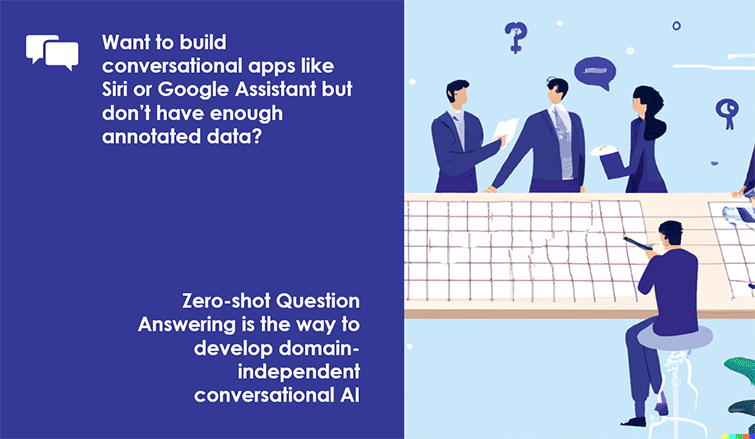 Want to build
conversational apps like
Siri or Google Assistant but
don’t have enough
annotated data?
Zero-shot Question
Answering is the way to
develop domain-
independent
conversational AI